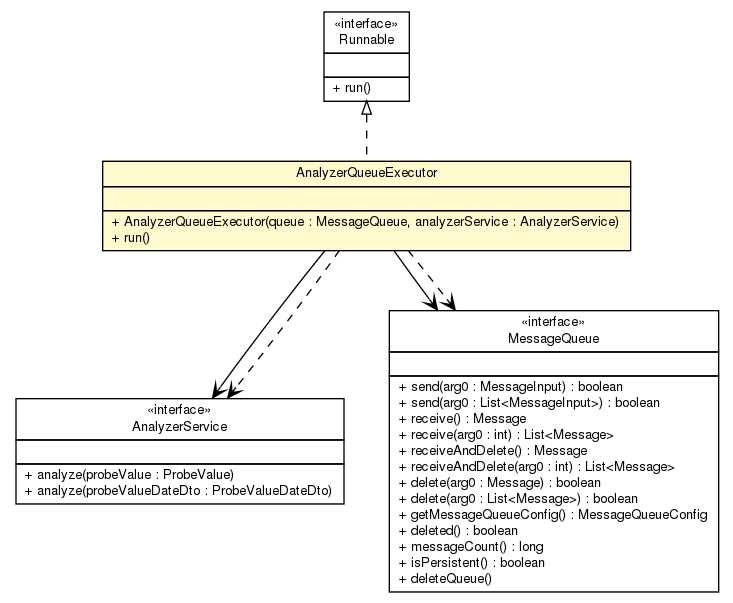 «interface»
Runnable
+ run()
AnalyzerQueueExecutor
+ AnalyzerQueueExecutor(queue : MessageQueue, analyzerService : AnalyzerService)
+ run()
«interface»
AnalyzerService
+ analyze(probeValue : ProbeValue)
+ analyze(probeValueDateDto : ProbeValueDateDto)
«interface»
MessageQueue
+ send(arg0 : MessageInput) : boolean
+ send(arg0 : List<MessageInput>) : boolean
+ receive() : Message
+ receive(arg0 : int) : List<Message>
+ receiveAndDelete() : Message
+ receiveAndDelete(arg0 : int) : List<Message>
+ delete(arg0 : Message) : boolean
+ delete(arg0 : List<Message>) : boolean
+ getMessageQueueConfig() : MessageQueueConfig
+ deleted() : boolean
+ messageCount() : long
+ isPersistent() : boolean
+ deleteQueue()